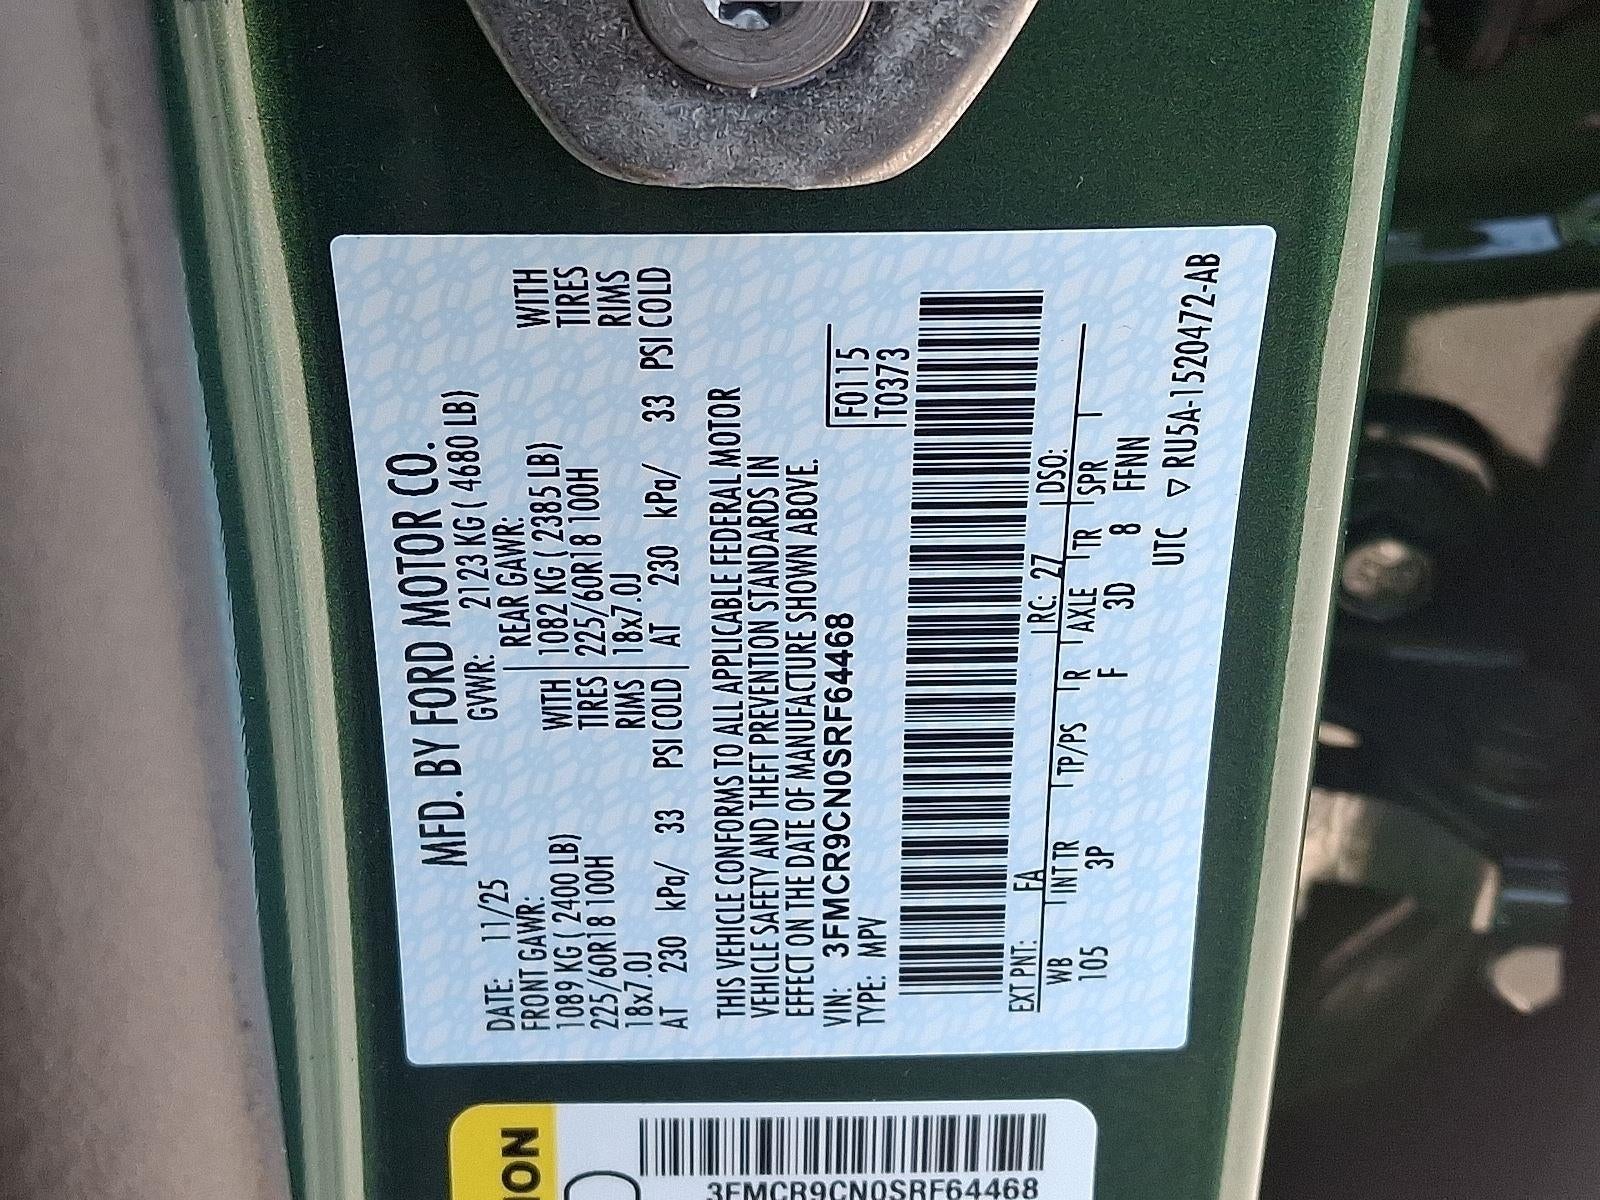 MFD. BY FORD MOTOR CO.
DATE: 11/25 GVWR: 2123 KG ( 4680 LB)
FRONT GAWR: REAR GAWR:
1089 KG ( 2400 LB) WITH 1082 KG ( 2385 LB) WITH
225/60R18 100H TIRES 225/60R18 100H TIRES
18x7.0J RIMS 18x7.0J RIMS
AT 230 kPa/ 33 PSI COLD AT 230 kPa/ 33 PSI COLD
THIS VEHICLE CONFORMS TO ALL APPLICABLE FEDERAL MOTOR
VEHICLE SAFETY AND THEFT PREVENTION STANDARDS IN
EFFECT ON THE DATE OF MANUFACTURE SHOWN ABOVE.
VIN: 3FMCR9CN0SRF64468 F0115
TYPE: MPV T0373
EXT PNT: FA RC: 27 DSO:
WB INT TR TP/PS R AXLE TR SPR
105 3P F 3D 8 FFNN
UTC ▽ RU5A-1520472-AB
ION
3FMCR9CN0SRF64468